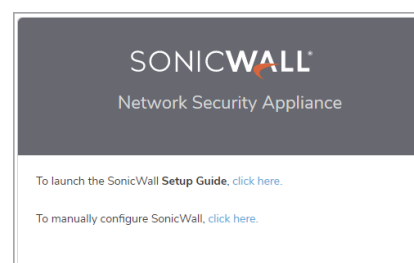 SONICWALL
Network Security Appliance
To launch the SonicWall Setup Guide, click here.
To manually configure SonicWall, click here.